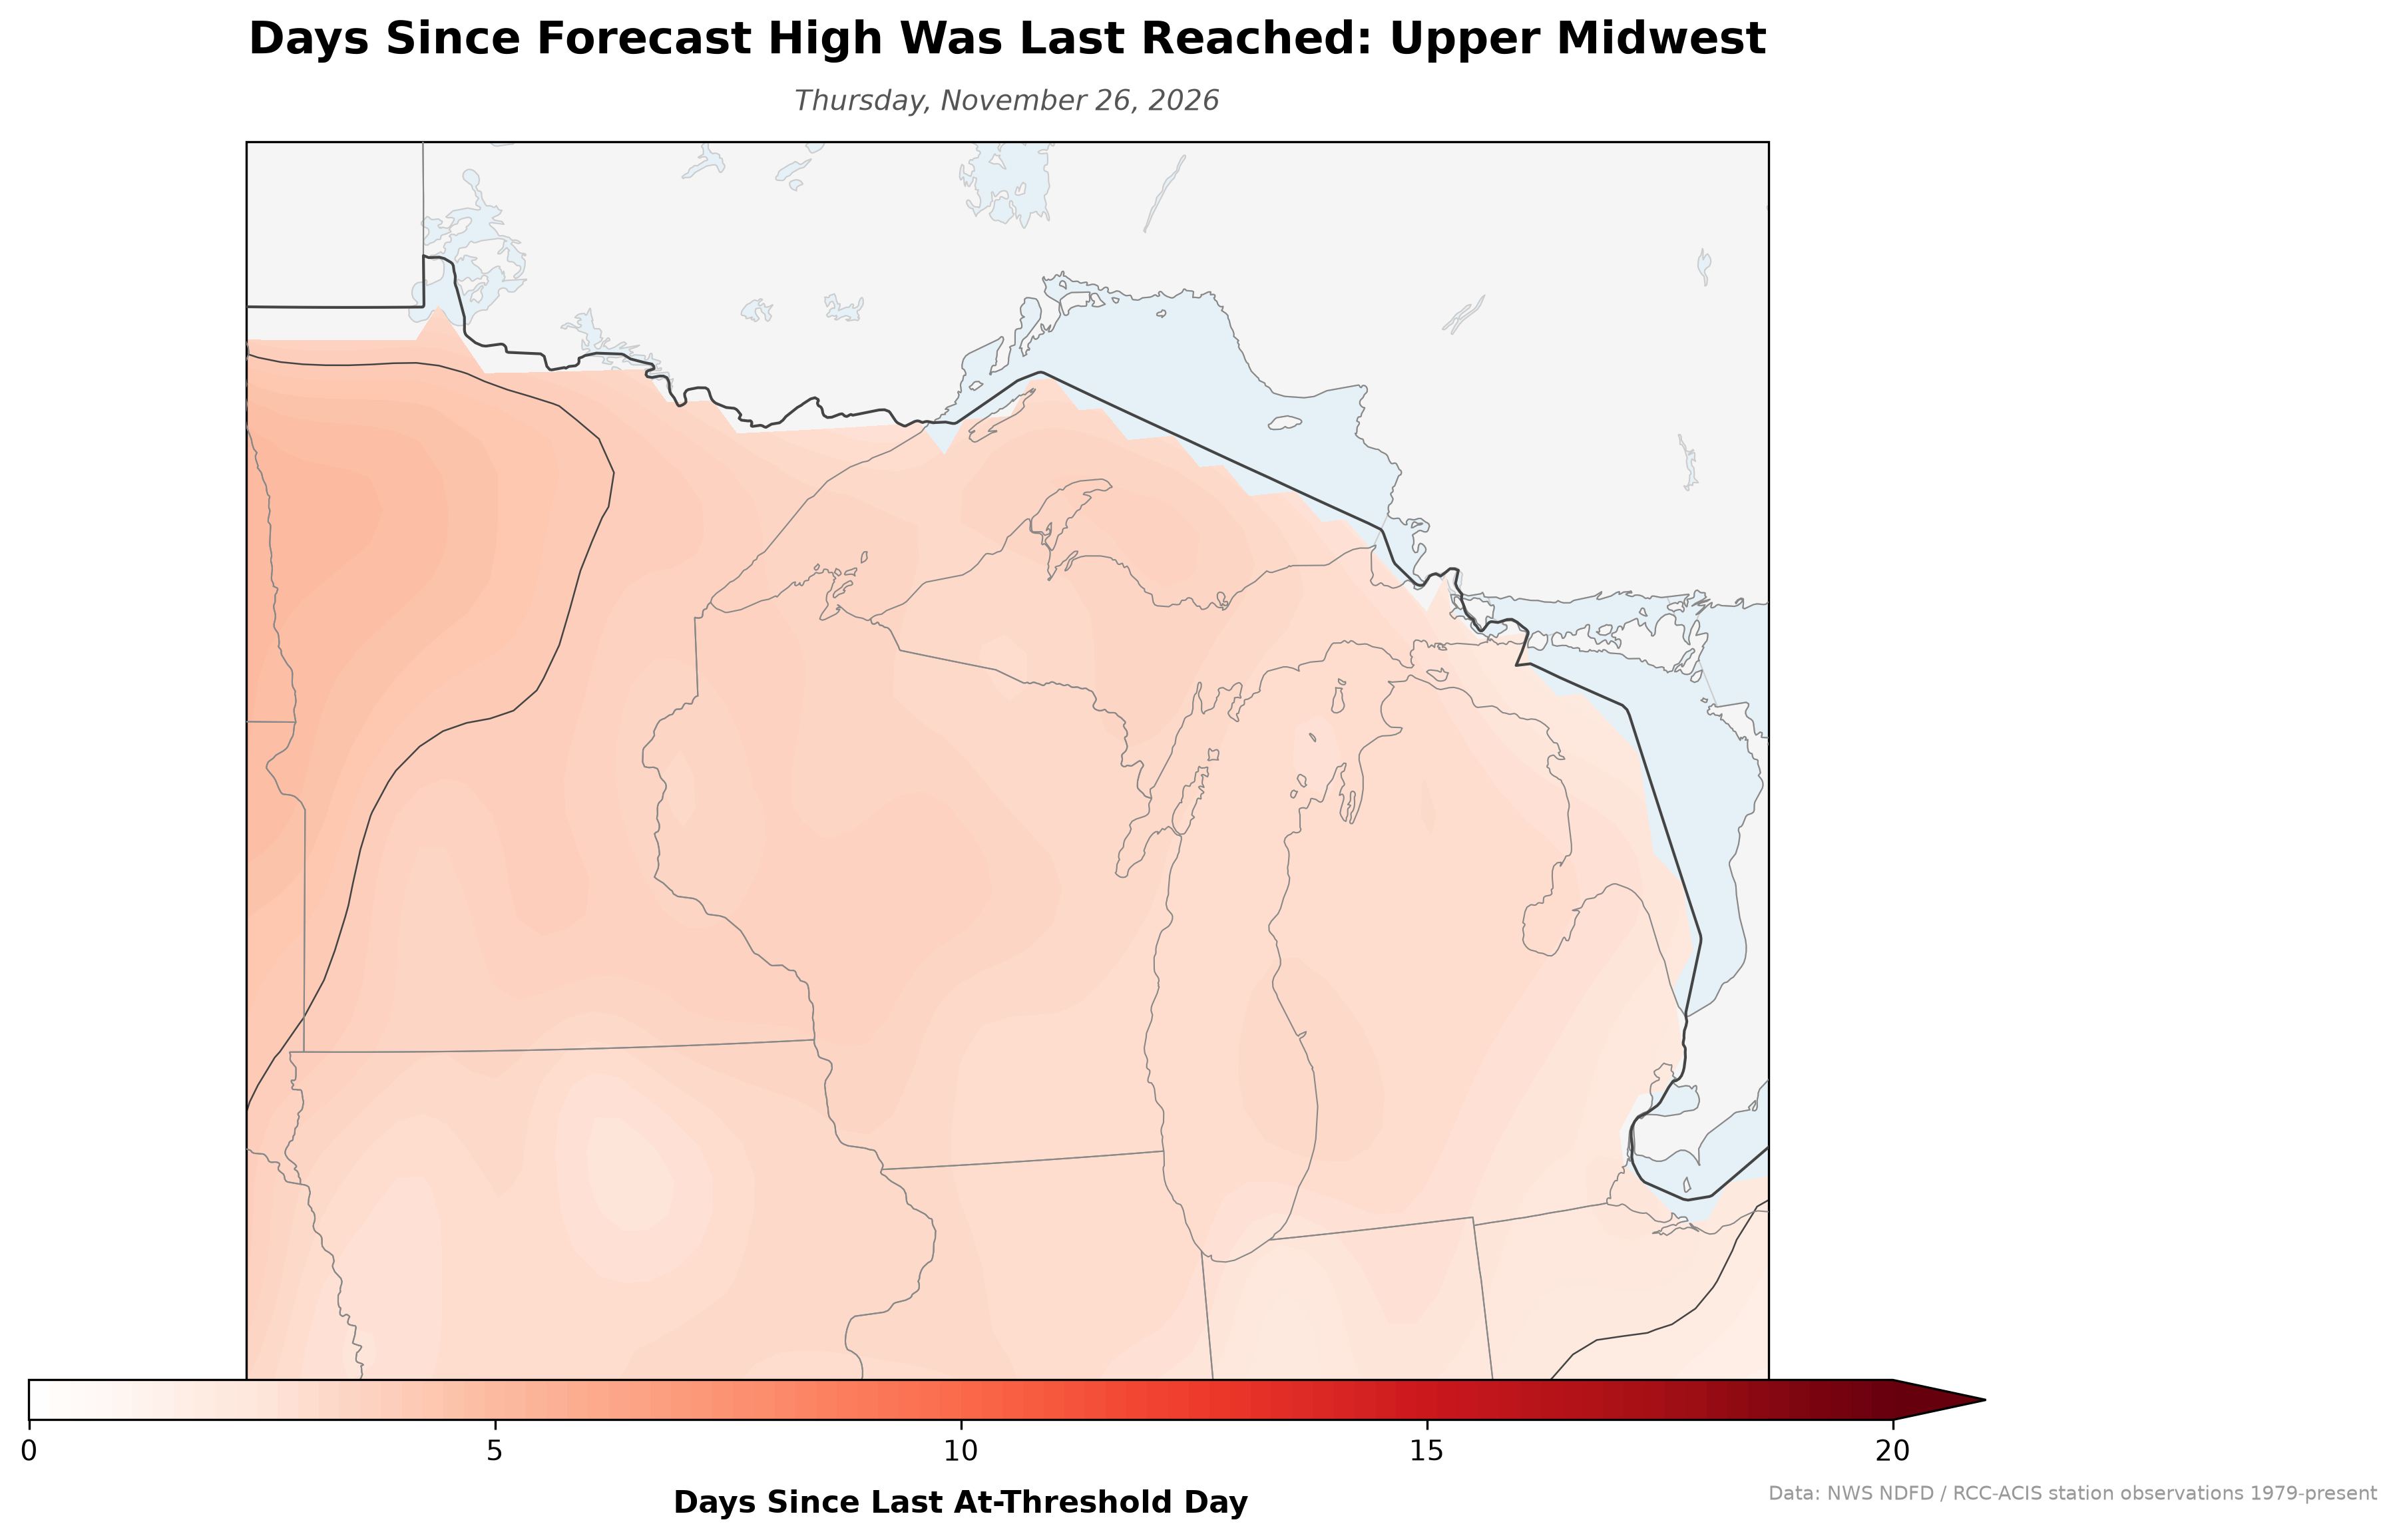 Days Since Forecast High Was Last Reached: Upper Midwest
Thursday, November 26, 2026
0 5 10 15 20
Days Since Last At-Threshold Day
Data: NWS NDFD / RCC-ACIS station observations 1979-present